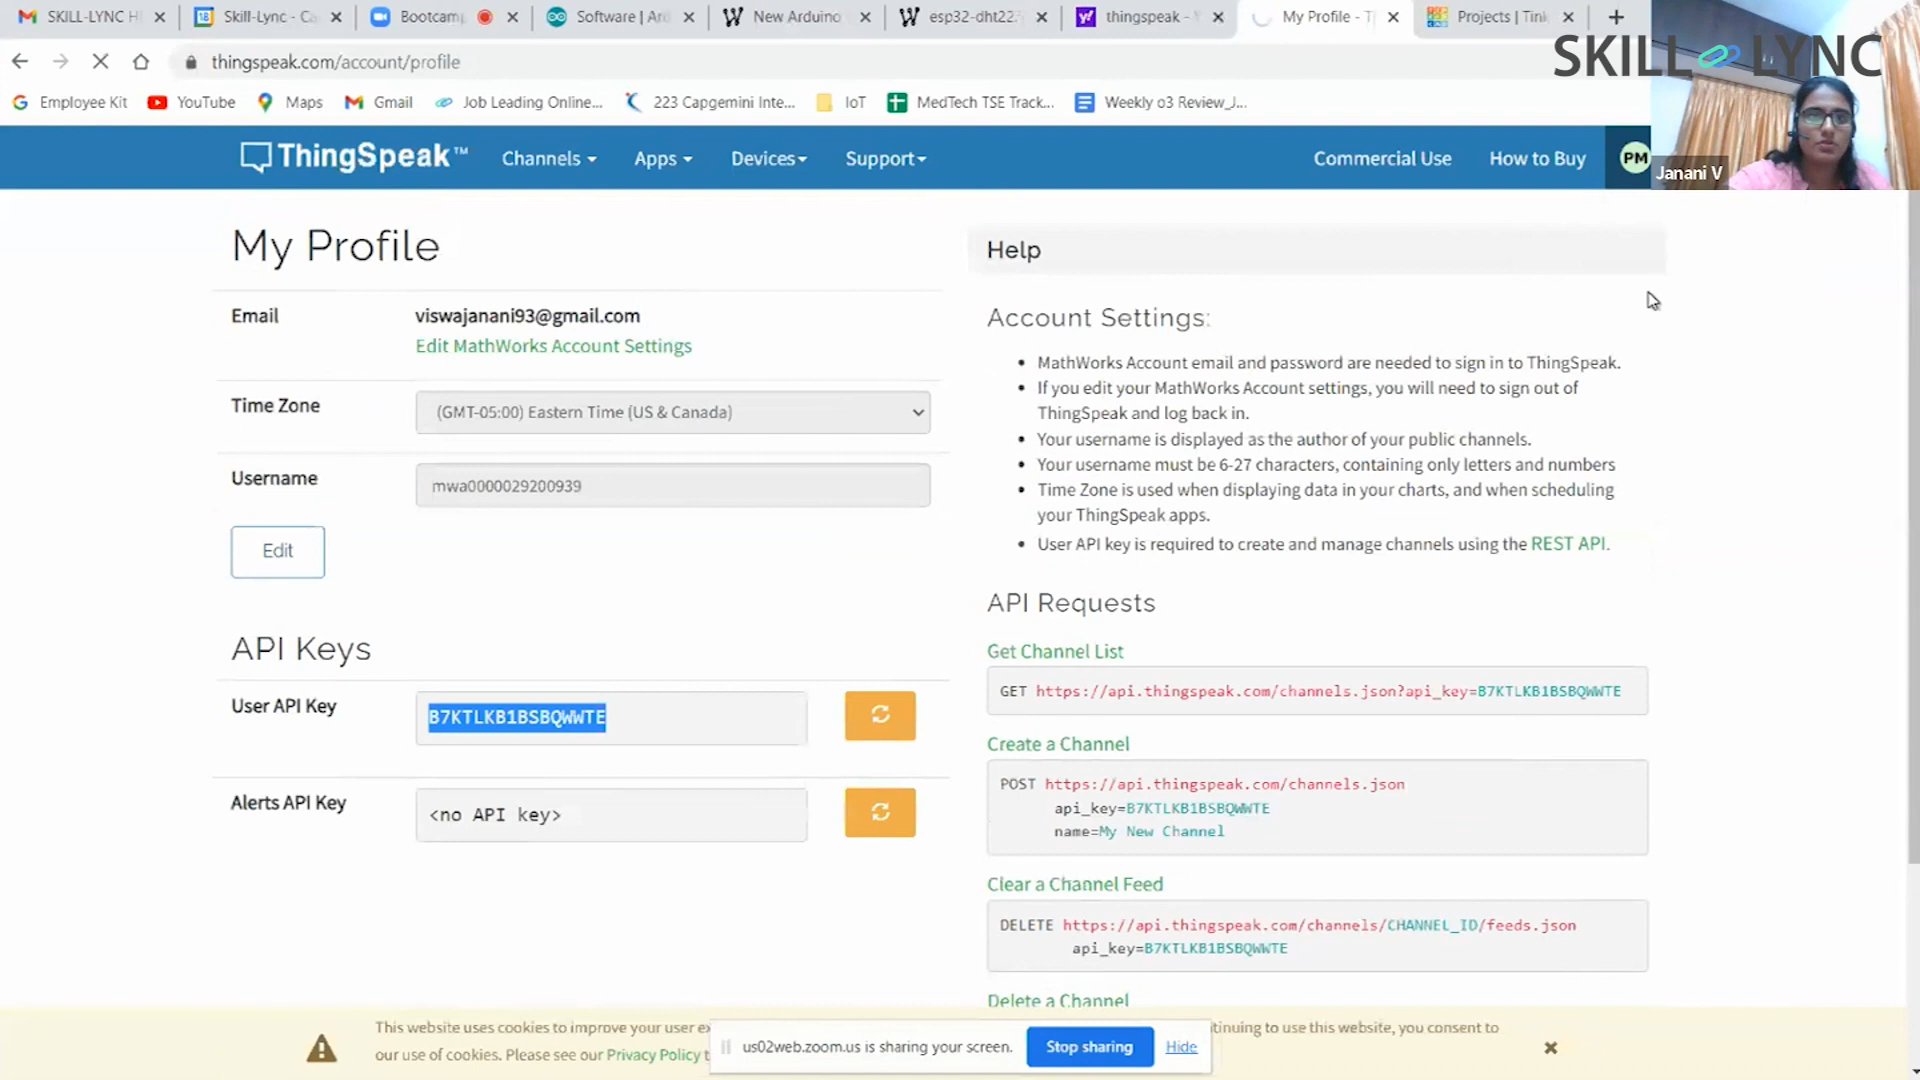 SKILL-LYNC H
Skill-Lync - Ca
Bootcam
Software | Ar
New Arduino
esp32-dht22.
thingspeak -
My Profile - T
Projects | Tink
thingspeak.com/account/profile
Employee Kit
YouTube
Maps
Gmail
Job Leading Online...
223 Capgemini Inte...
IoT
MedTech TSE Track...
Weekly o3 Review_J...
SKILL LYNC
Janani V
ThingSpeak™
Channels
Apps
Devices
Support
Commercial Use
How to Buy
PM
My Profile
Email
viswajanani93@gmail.com
Edit MathWorks Account Settings
Time Zone
(GMT-05:00) Eastern Time (US & Canada)
Username
mwa0000029200939
Edit
API Keys
User API Key
B7KTLKB1BSBQWWTE
Alerts API Key
<no API key>
Help
Account Settings:
MathWorks Account email and password are needed to sign in to ThingSpeak.
If you edit your MathWorks Account settings, you will need to sign out of
ThingSpeak and log back in.
Your username is displayed as the author of your public channels.
Your username must be 6-27 characters, containing only letters and numbers
Time Zone is used when displaying data in your charts, and when scheduling
your ThingSpeak apps.
User API key is required to create and manage channels using the REST API.
API Requests
Get Channel List
GET https://api.thingspeak.com/channels.json?api_key=B7KTLKB1BSBQWWTE
Create a Channel
POST https://api.thingspeak.com/channels.json
api_key=B7KTLKB1BSBQWWTE
name=My New Channel
Clear a Channel Feed
DELETE https://api.thingspeak.com/channels/CHANNEL_ID/feeds.json
api_key=B7KTLKB1BSBQWWTE
Delete a Channel
This website uses cookies to improve your user ex
tinuing to use this website, you consent to
our use of cookies. Please see our Privacy Policy t
us02web.zoom.us is sharing your screen.
Stop sharing
Hide